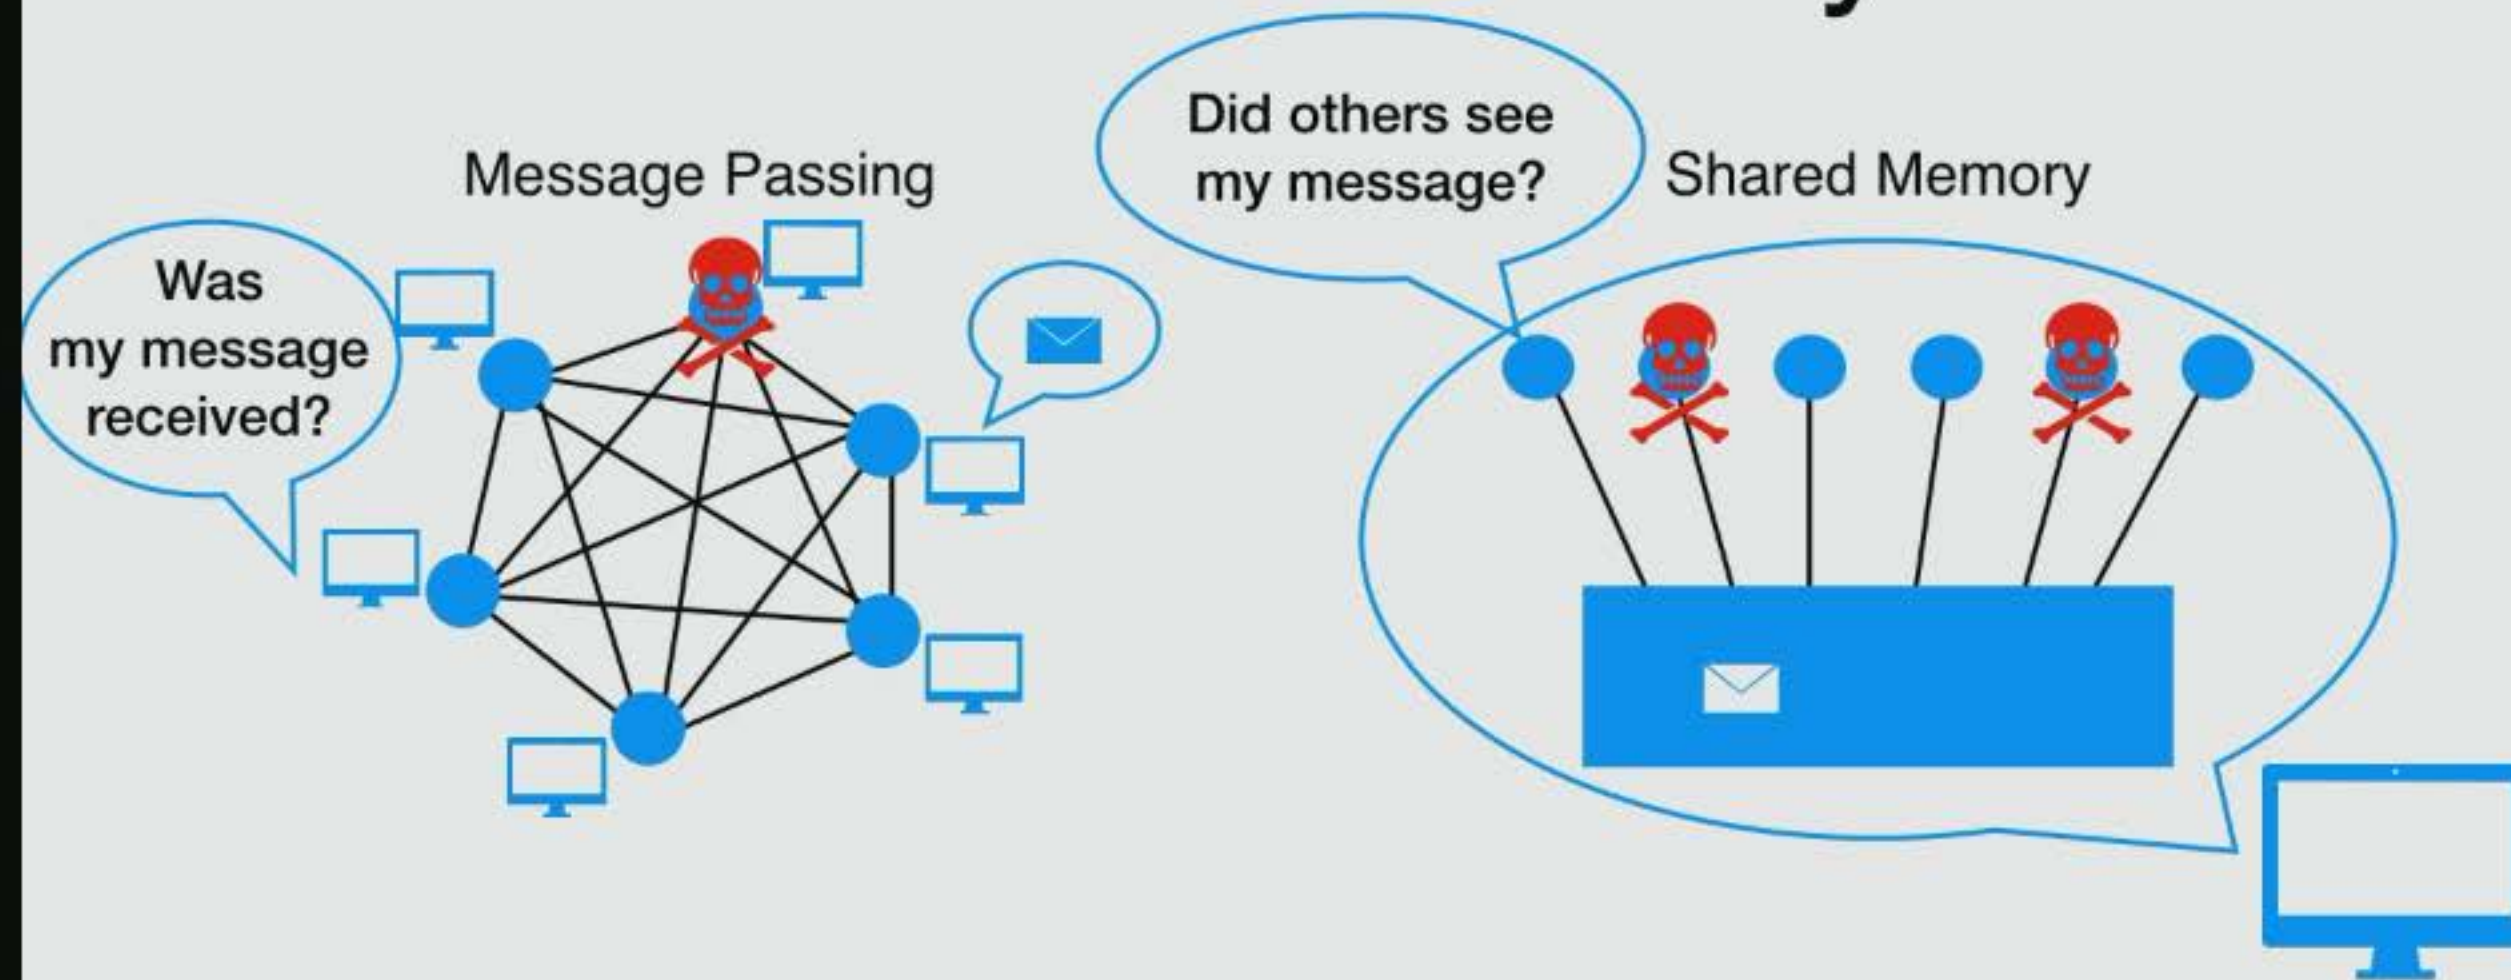 Message Passing
Was
my message
received?
Did others see
my message?
Shared Memory